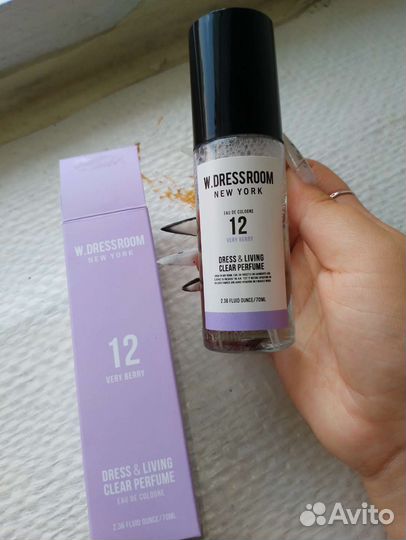 W.DRESSROOM
NEW YORK
12
VERY BERRY
DRESS & LIVING
CLEAR PERFUME
EAU DE COLOGNE
2.36 FLUID OUNCE/70ML
W.DRESSROOM
NEW YORK
EAU DE COLOGNE
12
VERY BERRY
DRESS & LIVING
CLEAR PERFUME
2.36 FLUID OUNCE/70ML
Avito